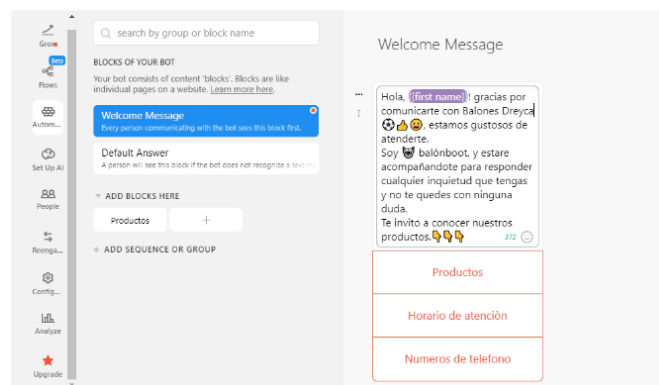 Grow
Beta
Flows
Autom...
Set Up AI
People
Reenga...
Config...
Analyze
Upgrade
search by group or block name
BLOCKS OF YOUR BOT
Your bot consists of content 'blocks'. Blocks are like
individual pages on a website. Learn more here.
Welcome Message
Every person communicating with the bot sees this block first.
Default Answer
A person will see this block if the bot does not recognize a text
ADD BLOCKS HERE
Productos
+
+ ADD SEQUENCE OR GROUP
Welcome Message
Hola, {{first name}}! gracias por
comunicarte con Balones Dreyca
⚽👍😀, estamos gustosos de
atenderte.
Soy 🐺 balònboot, y estare
acompañandote para responder
cualquier inquietud que tengas
y no te quedes con ninguna
duda.
Te invito a conocer nuestros
productos.👇👇👇 372
Productos
Horario de atenciòn
Numeros de telefono